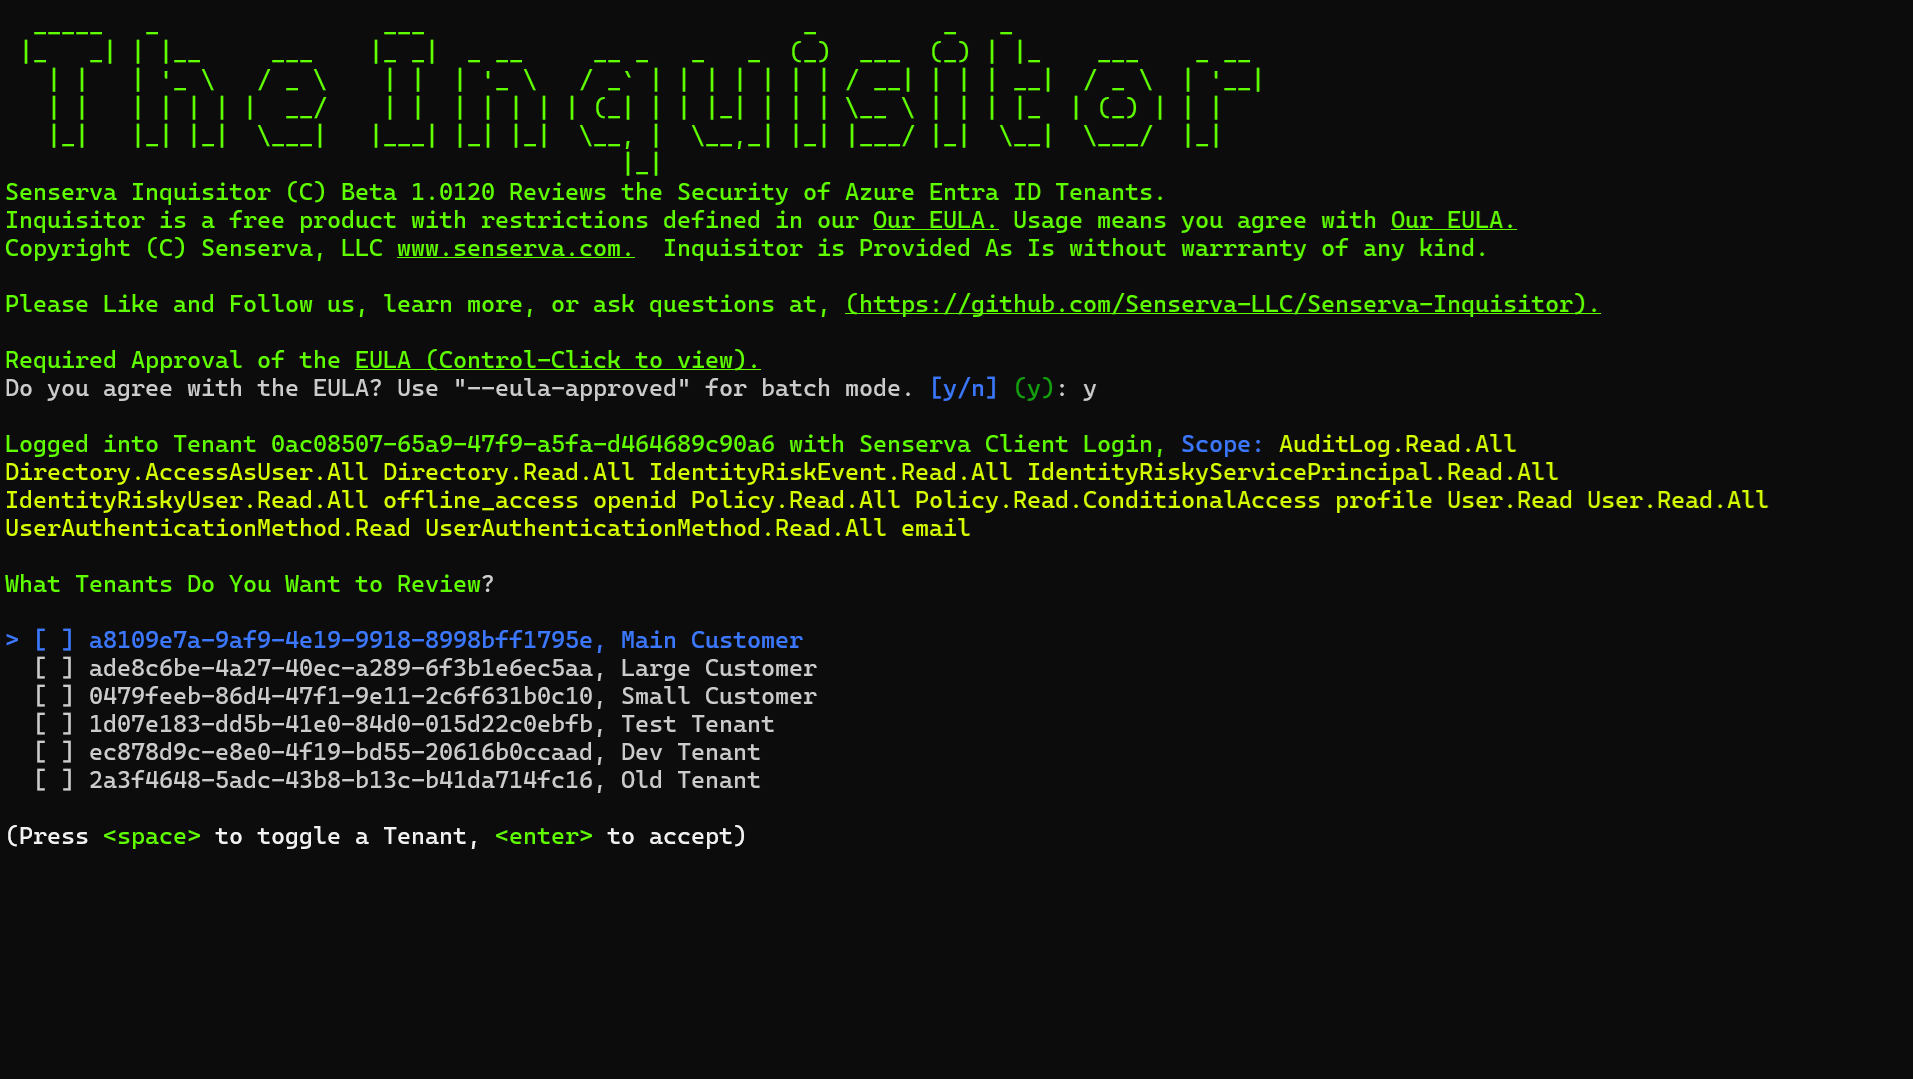 The Inquisitor
Senserva Inquisitor (C) Beta 1.0120 Reviews the Security of Azure Entra ID Tenants.
Inquisitor is a free product with restrictions defined in our Our EULA. Usage means you agree with Our EULA.
Copyright (C) Senserva, LLC www.senserva.com.  Inquisitor is Provided As Is without warrranty of any kind.
Please Like and Follow us, learn more, or ask questions at, (https://github.com/Senserva-LLC/Senserva-Inquisitor).
Required Approval of the EULA (Control-Click to view).
Do you agree with the EULA? Use "--eula-approved" for batch mode. [y/n] (y): y
Logged into Tenant 0ac08507-65a9-47f9-a5fa-d464689c90a6 with Senserva Client Login, Scope: AuditLog.Read.All
Directory.AccessAsUser.All Directory.Read.All IdentityRiskEvent.Read.All IdentityRiskyServicePrincipal.Read.All
IdentityRiskyUser.Read.All offline_access openid Policy.Read.All Policy.Read.ConditionalAccess profile User.Read User.Read.All
UserAuthenticationMethod.Read UserAuthenticationMethod.Read.All email
What Tenants Do You Want to Review?
> [ ] a8109e7a-9af9-4e19-9918-8998bff1795e, Main Customer
[ ] ade8c6be-4a27-40ec-a289-6f3b1e6ec5aa, Large Customer
[ ] 0479feeb-86d4-47f1-9e11-2c6f631b0c10, Small Customer
[ ] 1d07e183-dd5b-41e0-84d0-015d22c0ebfb, Test Tenant
[ ] ec878d9c-e8e0-4f19-bd55-20616b0ccaad, Dev Tenant
[ ] 2a3f4648-5adc-43b8-b13c-b41da714fc16, Old Tenant
(Press <space> to toggle a Tenant, <enter> to accept)